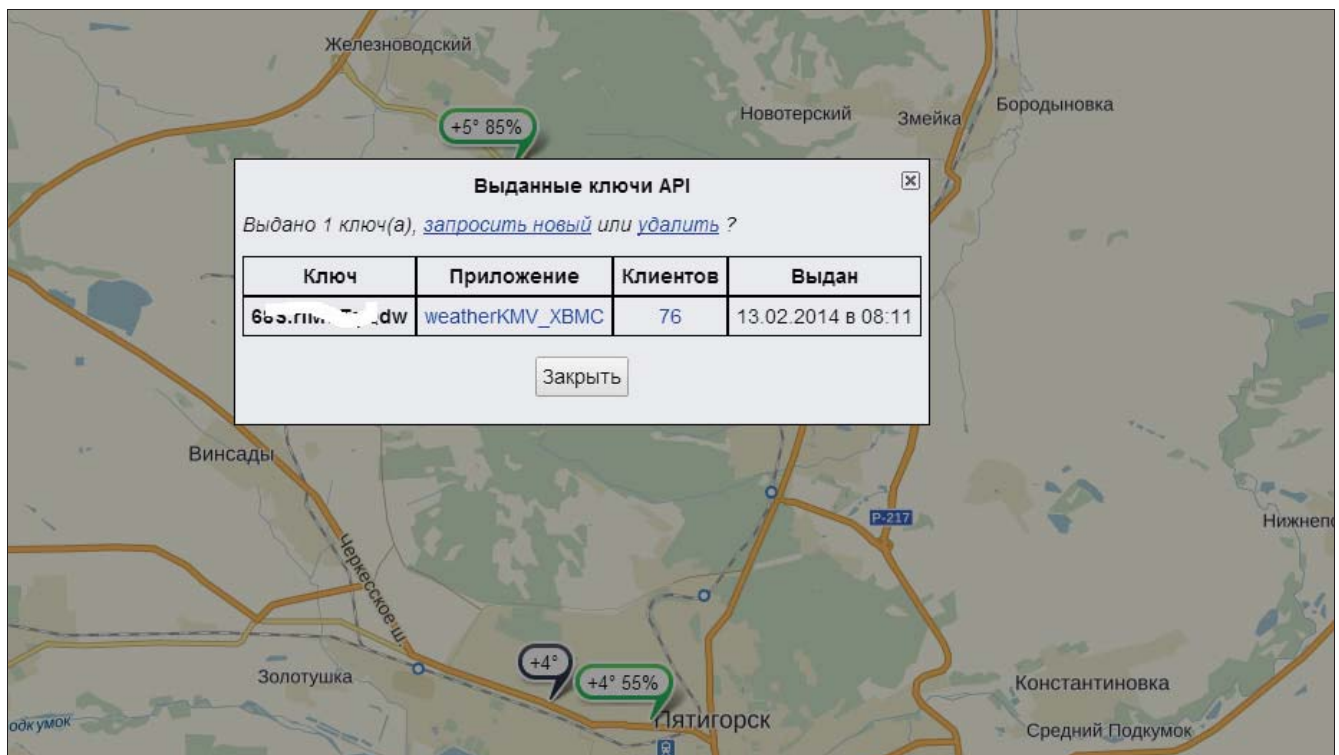 Железноводский
Новотерский
Змейка
Бородыновка
+5° 85%
Выданные ключи API
Выдано 1 ключ(а), запросить новый или удалить ?
Ключ Приложение Клиентов Выдан
weatherKMV_XBMC 76 13.02.2014 в 08:11
Закрыть
Винсады
Р-217
Черкесское ш.
+4°
+4° 55%
Золотушка
Пятигорск
Константиновка
Средний Подкумок